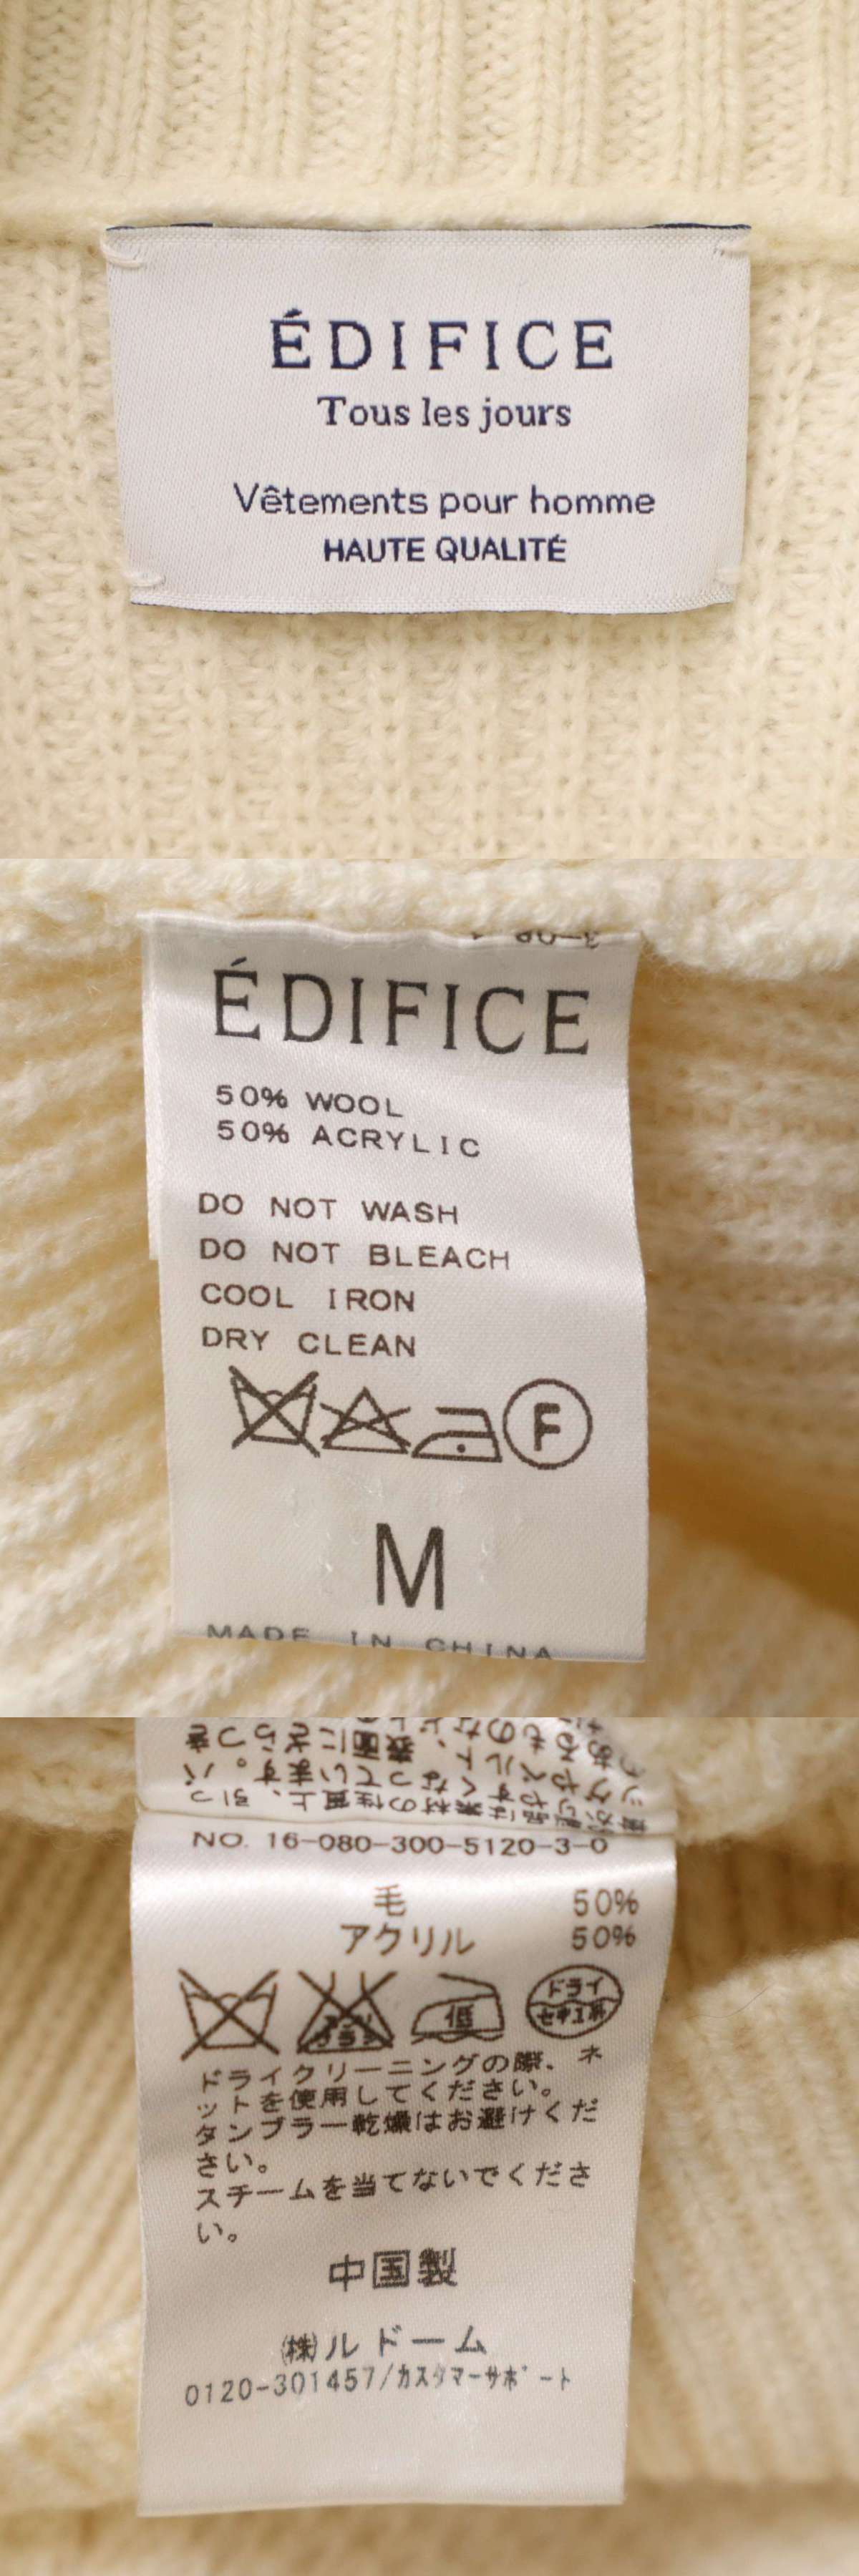 ÉDIFICE
Tous les jours
Vêtements pour homme
HAUTE QUALITÉ
ÉDIFICE
50% WOOL
50% ACRYLIC
DO NOT WASH
DO NOT BLEACH
COOL IRON
DRY CLEAN
F
M
MADE IN CHINA
NO. 16-080-300-5120-3-0
毛 50%
アクリル 50%
低
ドライ
セキユ系
ドライクリーニングの際、ネ
ットを使用してください。
タンブラー乾燥はお避けくだ
さい。
スチームを当てないでくださ
い。
中国製
㈱ルドーム
0120-301457/カスタマーサポート